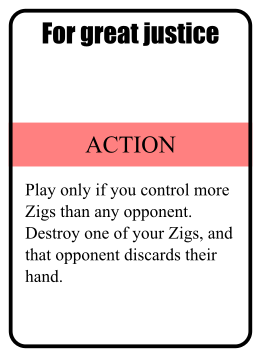 For great justice
ACTION
Play only if you control more
Zigs than any opponent.
Destroy one of your Zigs, and
that opponent discards their
hand.